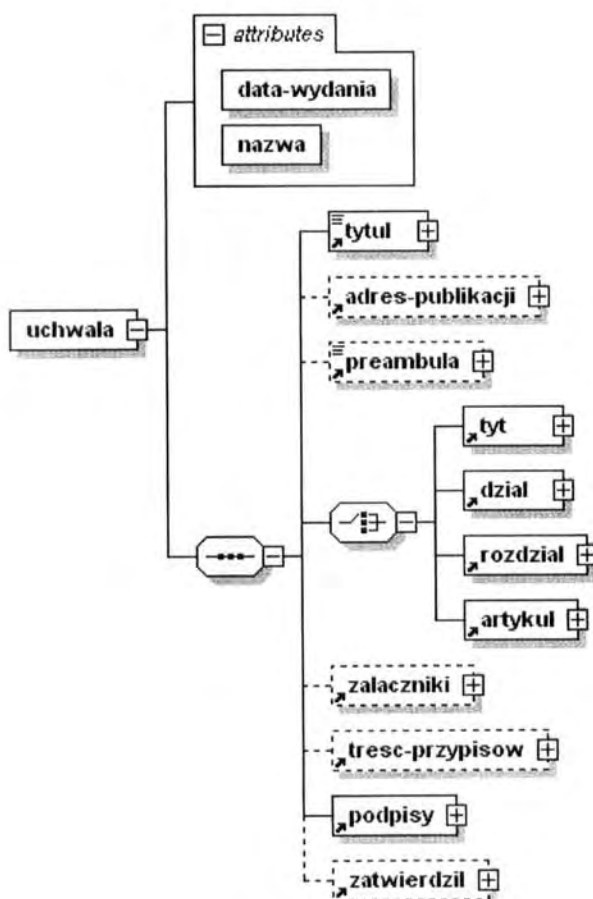 attributes
data-wydania
nazwa
tytul
adres-publikacji
uchwala
preambula
tyt
dzial
rozdzial
artykul
zalaczniki
tresc-przypisow
podpisy
zatwierdzil